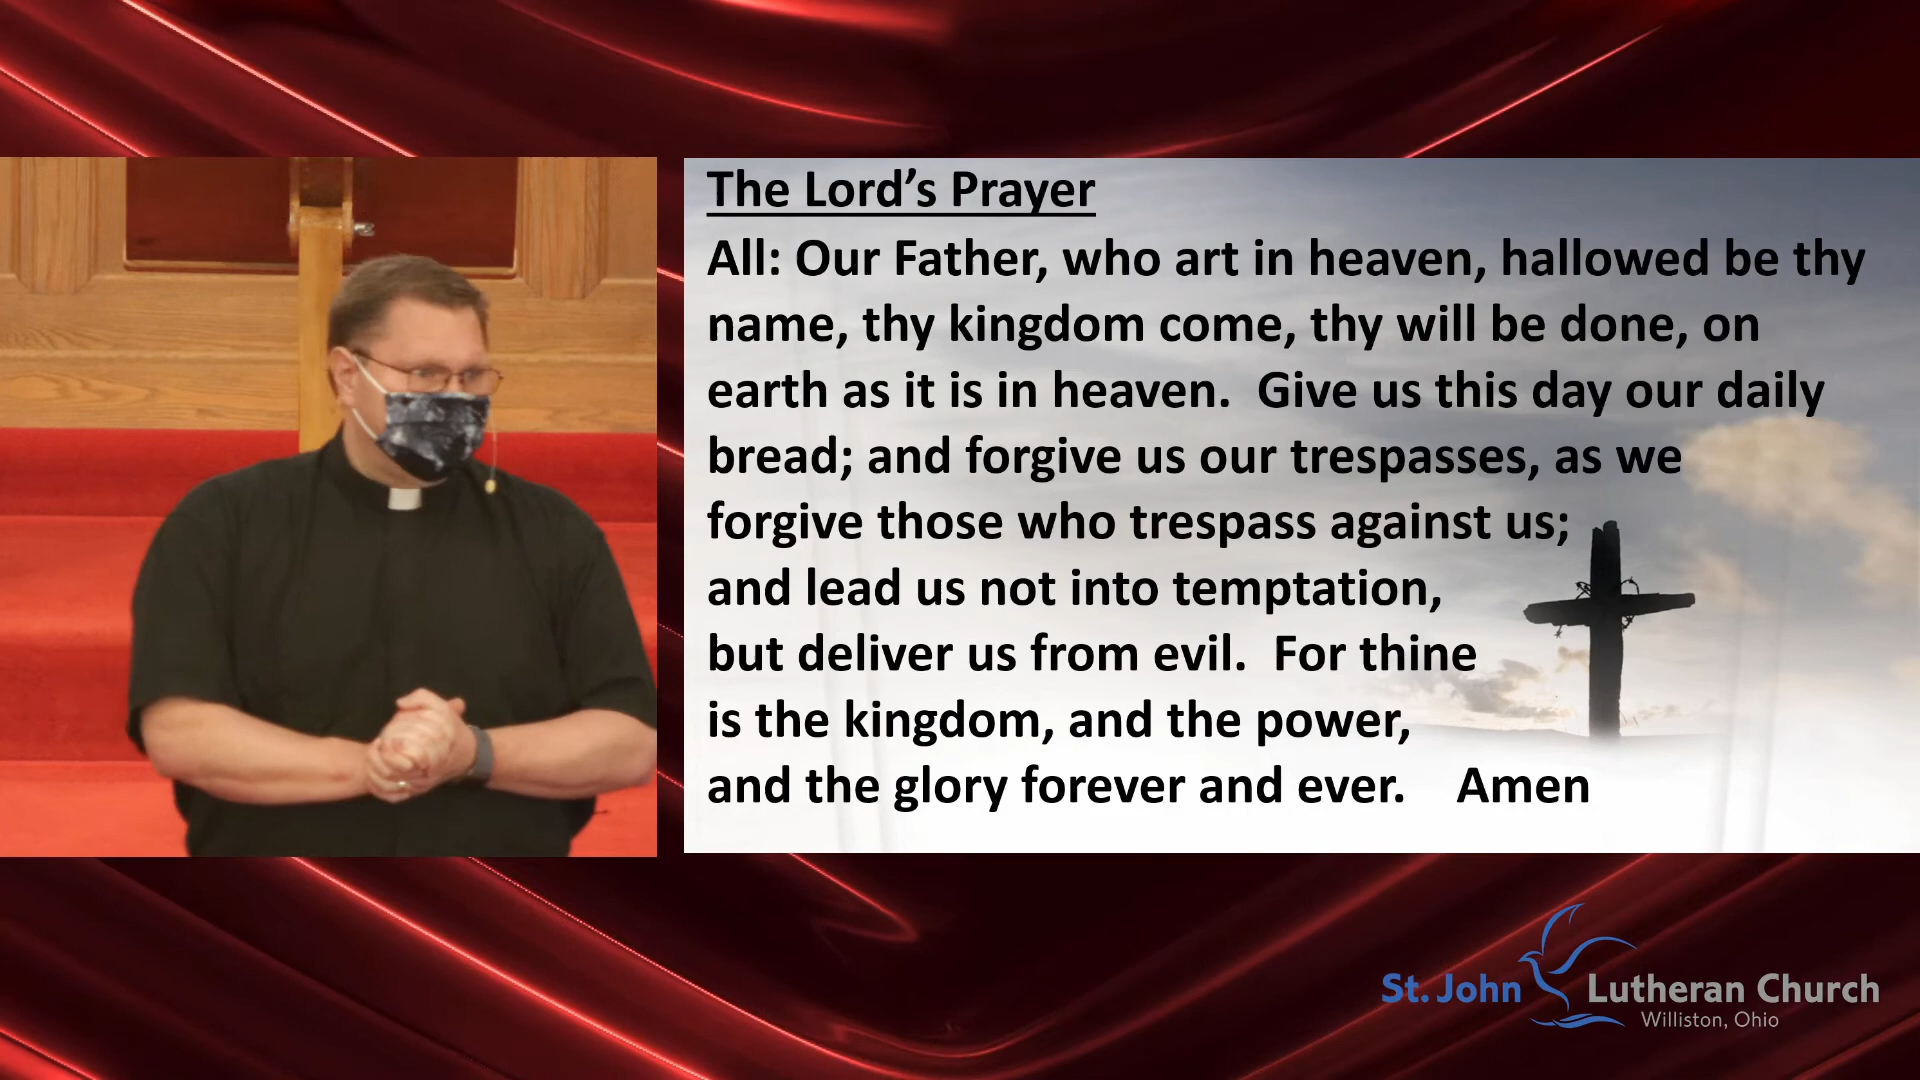 The Lord’s Prayer
All: Our Father, who art in heaven, hallowed be thy
name, thy kingdom come, thy will be done, on
earth as it is in heaven.  Give us this day our daily
bread; and forgive us our trespasses, as we
forgive those who trespass against us;
and lead us not into temptation,
but deliver us from evil.  For thine
is the kingdom, and the power,
and the glory forever and ever.    Amen
St. John Lutheran Church
Williston, Ohio